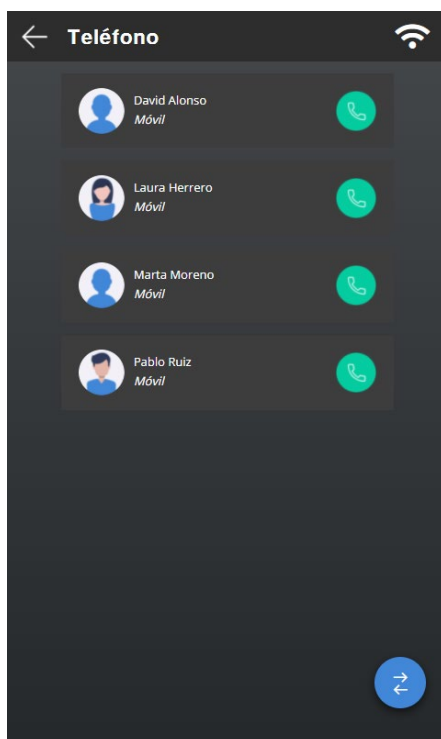 Teléfono
David Alonso
Móvil
Laura Herrero
Móvil
Marta Moreno
Móvil
Pablo Ruiz
Móvil